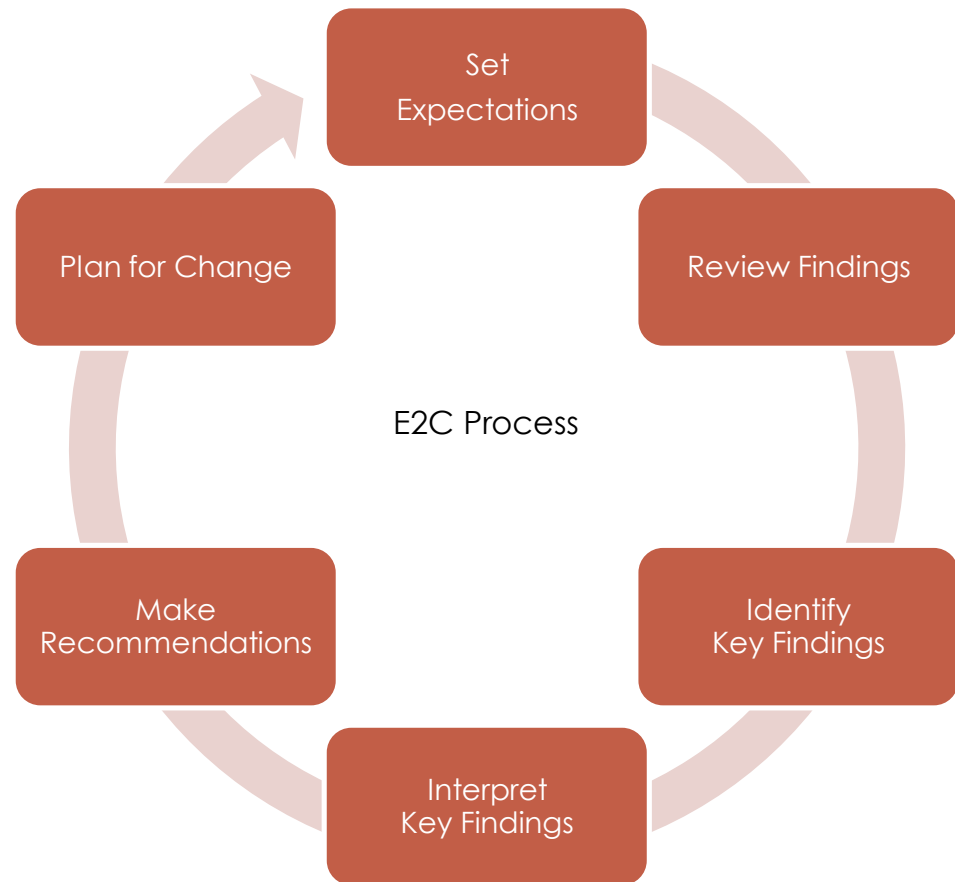 Set
Expectations
Review Findings
Identify
Key Findings
Interpret
Key Findings
Make
Recommendations
Plan for Change
E2C Process